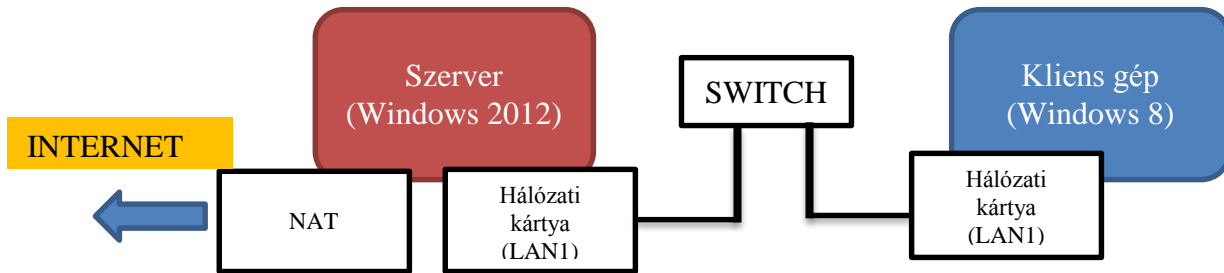 INTERNET
Szerver
(Windows 2012)
NAT
Hálózati
kártya
(LAN1)
SWITCH
Kliens gép
(Windows 8)
Hálózati
kártya
(LAN1)